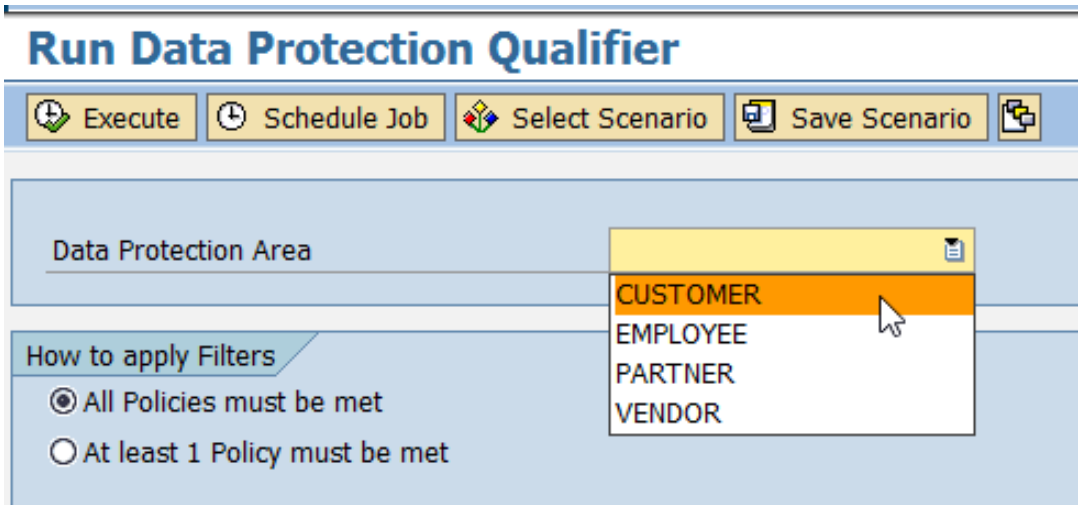 Run Data Protection Qualifier
Execute Schedule Job Select Scenario Save Scenario
Data Protection Area
CUSTOMER
EMPLOYEE
PARTNER
VENDOR
How to apply Filters
All Policies must be met
At least 1 Policy must be met